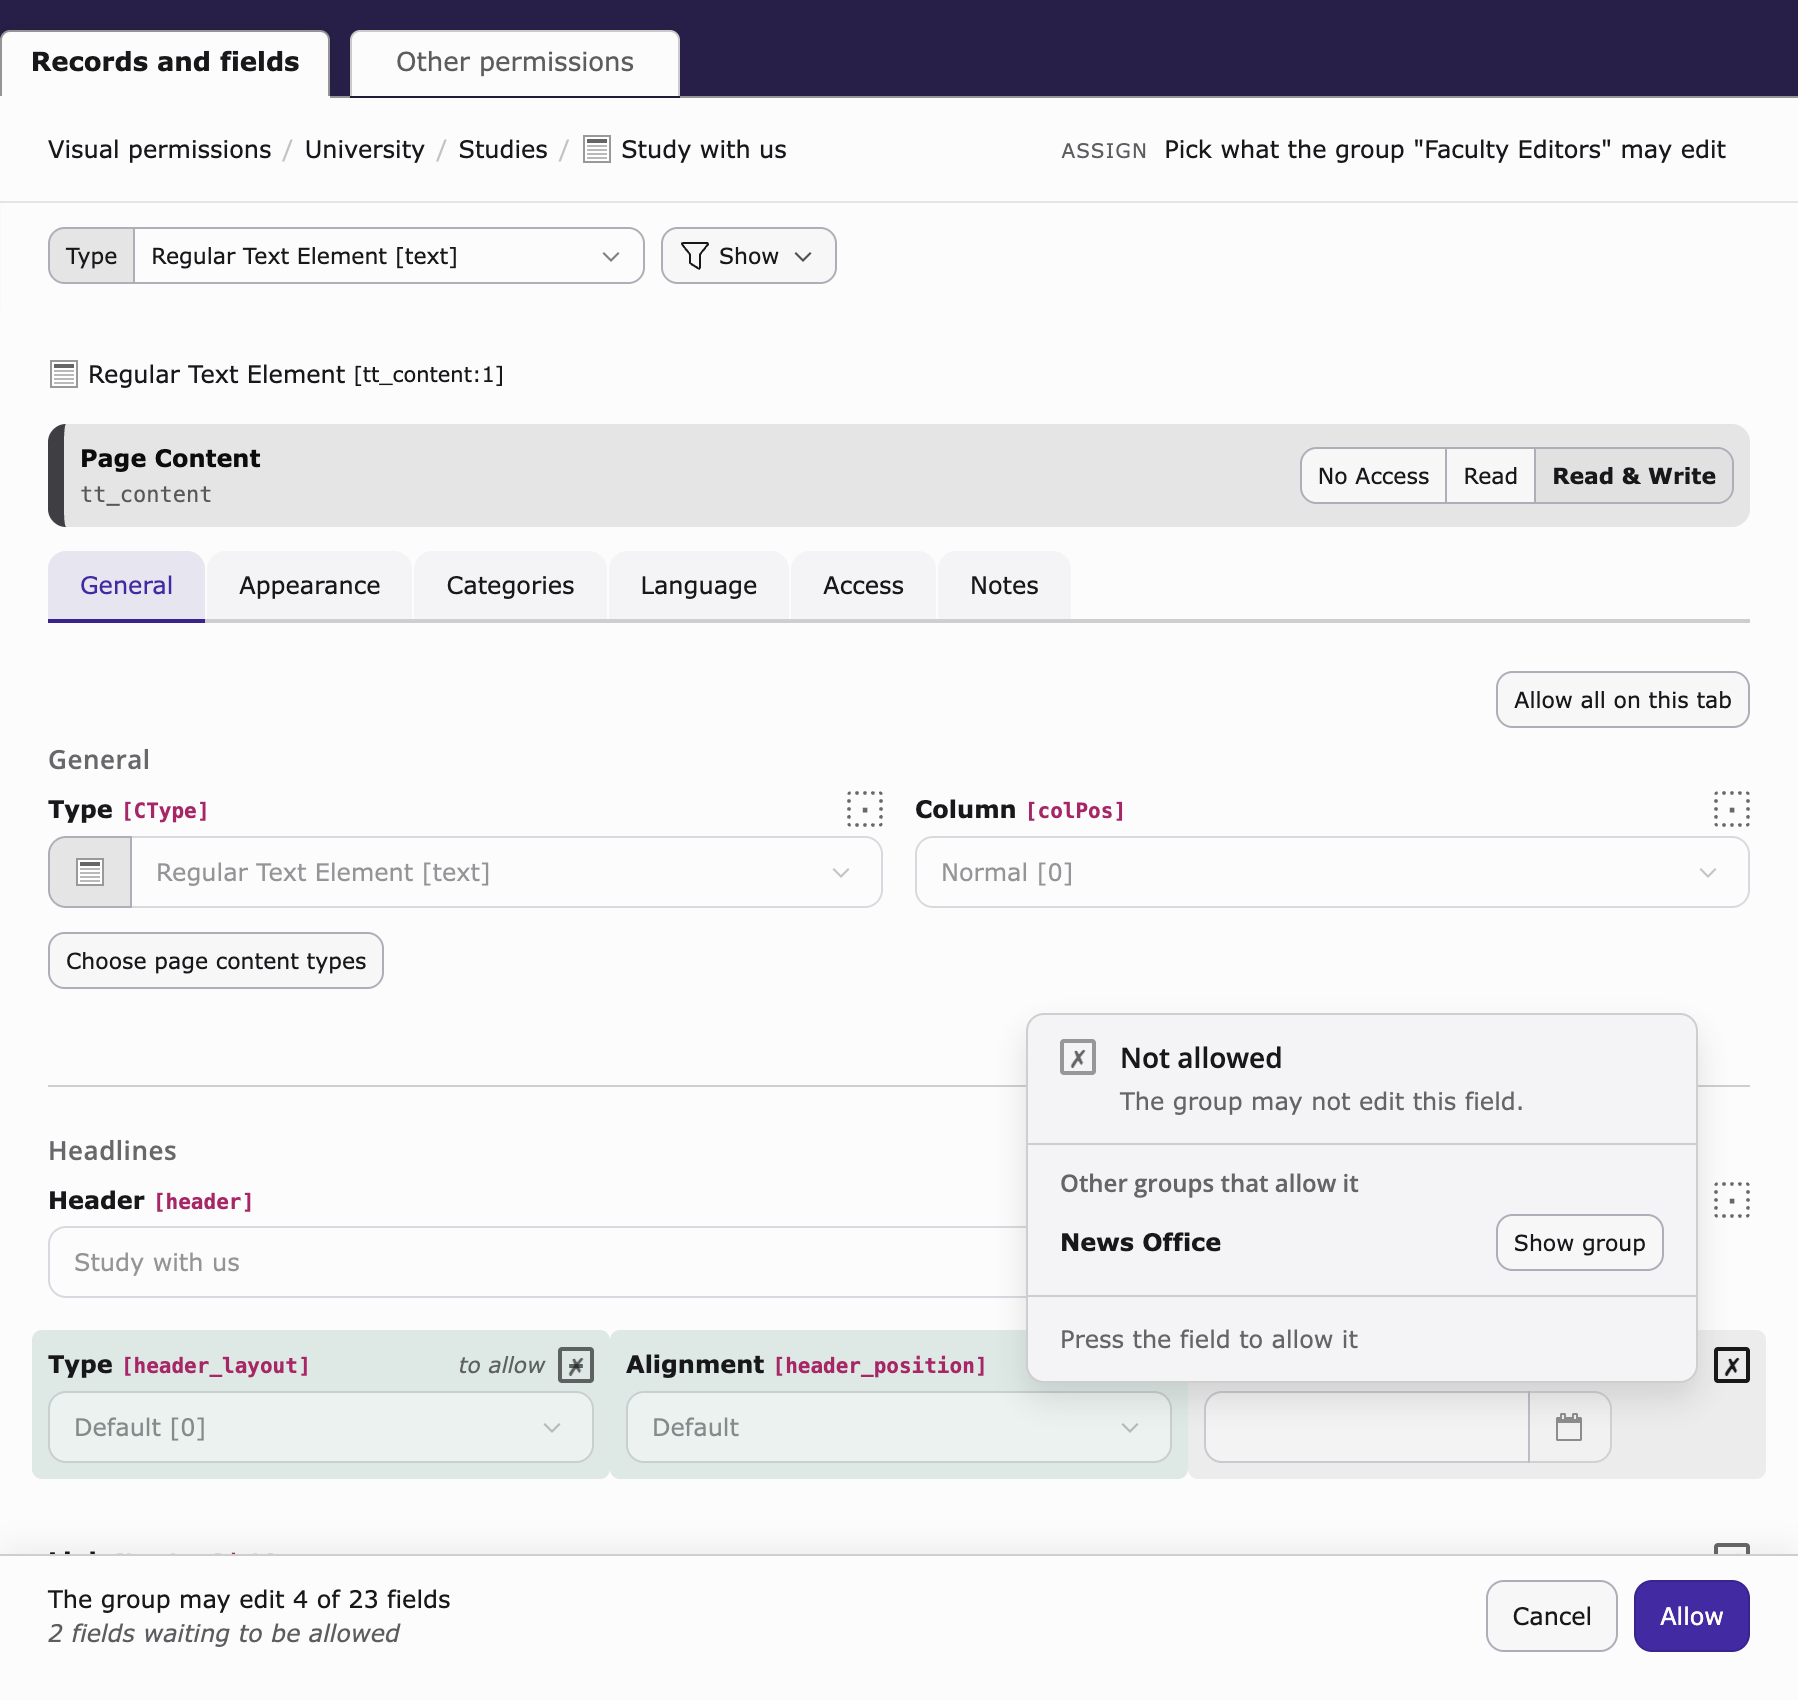 Records and fields
Other permissions
Visual permissions / University / Studies / Study with us
ASSIGN Pick what the group "Faculty Editors" may edit
Type Regular Text Element [text]
Show
Regular Text Element [tt_content:1]
Page Content
tt_content
No Access Read Read & Write
General Appearance Categories Language Access Notes
Allow all on this tab
General
Type [CType]
Column [colPos]
Regular Text Element [text]
Normal [0]
Choose page content types
Not allowed
The group may not edit this field.
Other groups that allow it
News Office
Show group
Press the field to allow it
Headlines
Header [header]
Study with us
Type [header_layout] to allow
Alignment [header_position]
Default [0]
Default
The group may edit 4 of 23 fields
2 fields waiting to be allowed
Cancel
Allow